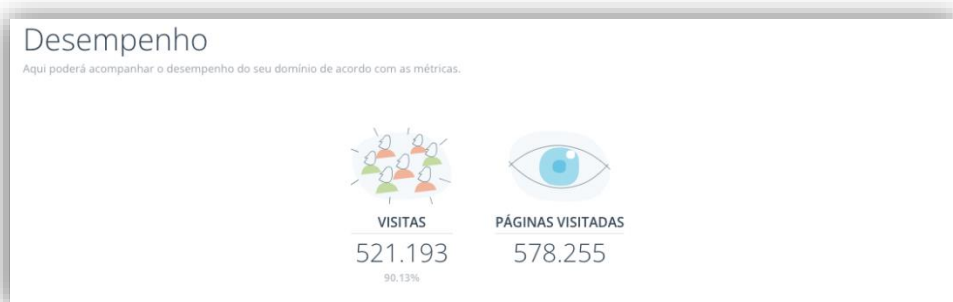 Desempenho
Aqui poderá acompanhar o desempenho do seu domínio de acordo com as métricas.
VISITAS
521.193
90.13%
PÁGINAS VISITADAS
578.255